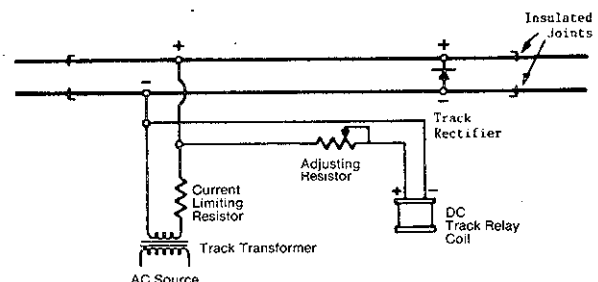 Insulated
Joints
+
+
-
-
Track
Rectifier
Adjusting
Resistor
+
-
Current
Limiting
Resistor
DC
Track Relay
Coil
Track Transformer
AC Source